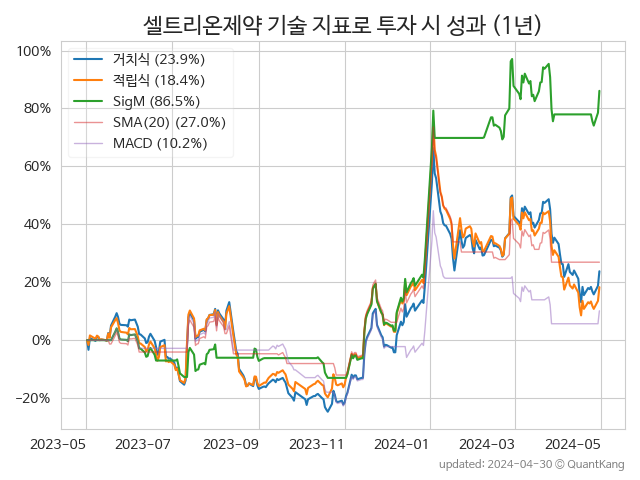 셀트리온제약 기술 지표로 투자 시 성과 (1년)
거치식 (23.9%)
적립식 (18.4%)
SigM (86.5%)
SMA(20) (27.0%)
MACD (10.2%)
100%
80%
60%
40%
20%
0%
−20%
2023-05 2023-07 2023-09 2023-11 2024-01 2024-03 2024-05
updated: 2024-04-30 © QuantKang